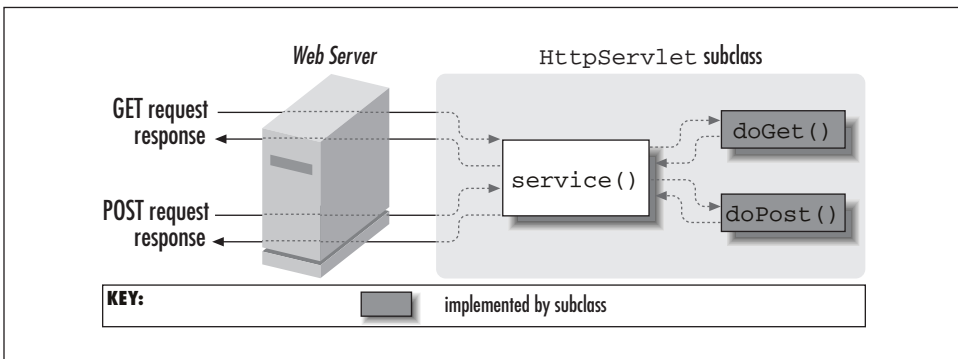 Web Server
HttpServlet subclass
GET request
response
POST request
response
service()
doGet()
doPost()
KEY:
implemented by subclass